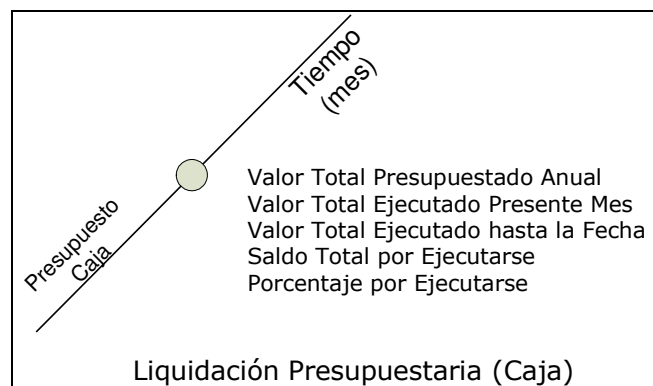 Tiempo
(mes)
Presupuesto
Caja
Valor Total Presupuestado Anual
Valor Total Ejecutado Presente Mes
Valor Total Ejecutado hasta la Fecha
Saldo Total por Ejecutarse
Porcentaje por Ejecutarse
Liquidación Presupuestaria (Caja)